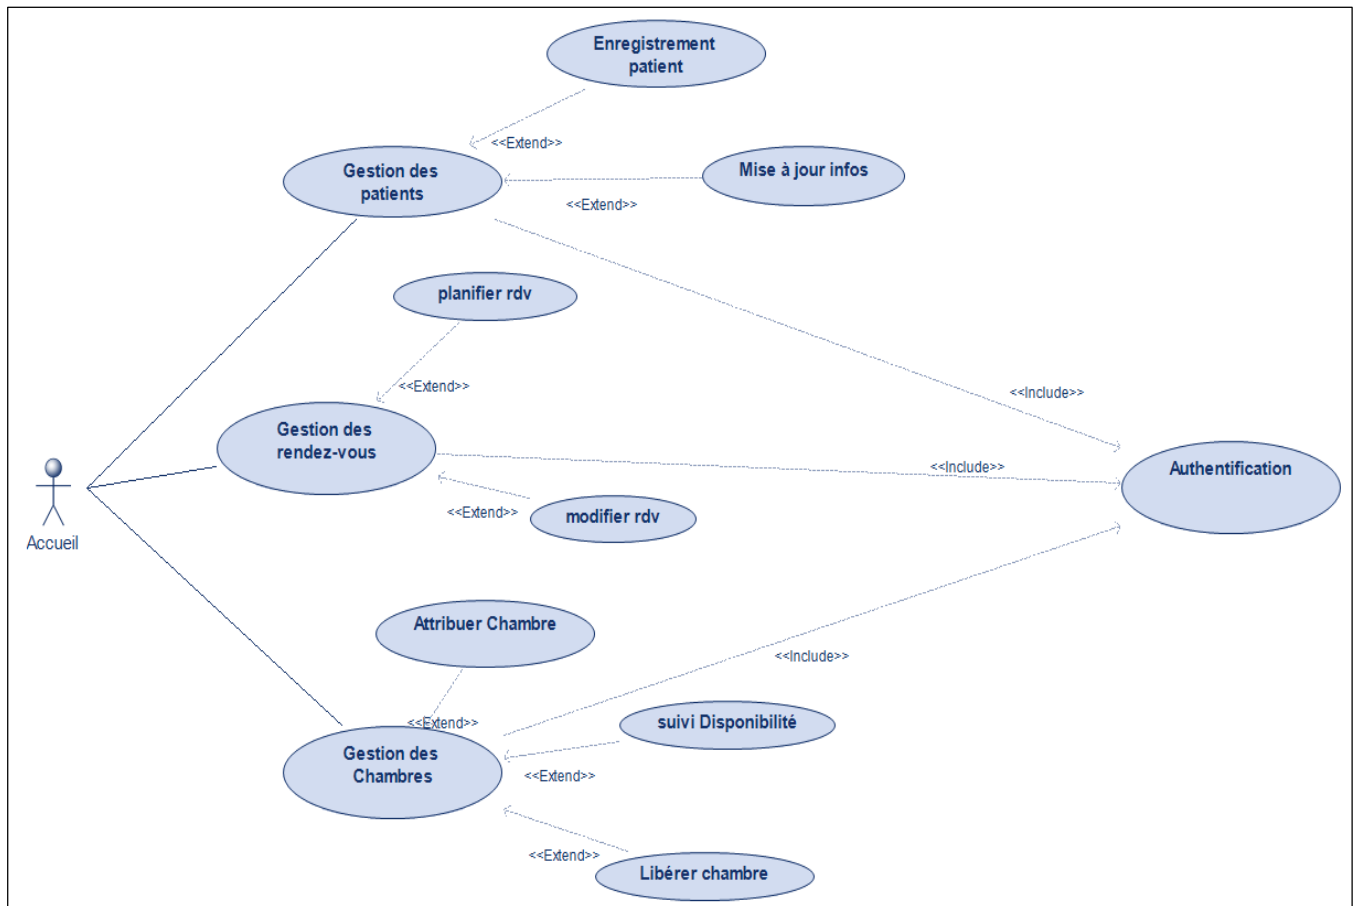 Enregistrement
patient
<<Extend>>
Gestion des
patients
Mise à jour infos
<<Extend>>
planifier rdv
<<Extend>>
<<Include>>
Gestion des
rendez-vous
<<Include>>
Authentification
<<Extend>>
modifier rdv
Accueil
Attribuer Chambre
<<Include>>
<<Extend>>
suivi Disponibilité
Gestion des
Chambres
<<Extend>>
<<Extend>>
Libérer chambre